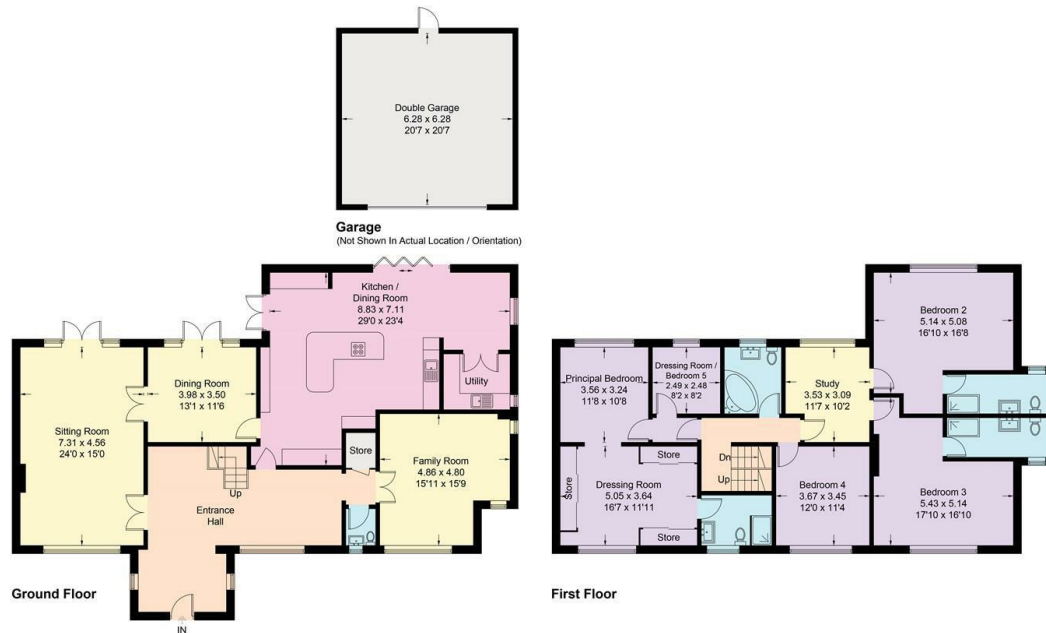 Double Garage
6.28 x 6.28
20'7 x 20'7
Garage
(Not Shown In Actual Location / Orientation)
Kitchen /
Dining Room
8.83 x 7.11
29'0 x 23'4
Utility
Dining Room
3.98 x 3.50
13'1 x 11'6
Sitting Room
7.31 x 4.56
24'0 x 15'0
Store
Family Room
4.86 x 4.80
15'11 x 15'9
Up
Entrance
Hall
IN
Ground Floor
Bedroom 2
5.14 x 5.08
16'10 x 16'8
Principal Bedroom
3.56 x 3.24
11'8 x 10'8
Dressing Room /
Bedroom 5
2.49 x 2.48
8'2 x 8'2
Study
3.53 x 3.09
11'7 x 10'2
Store
Dressing Room
5.05 x 3.64
16'7 x 11'11
Store
Store
Dn
Up
Bedroom 4
3.67 x 3.45
12'0 x 11'4
Bedroom 3
5.43 x 5.14
17'10 x 16'10
First Floor